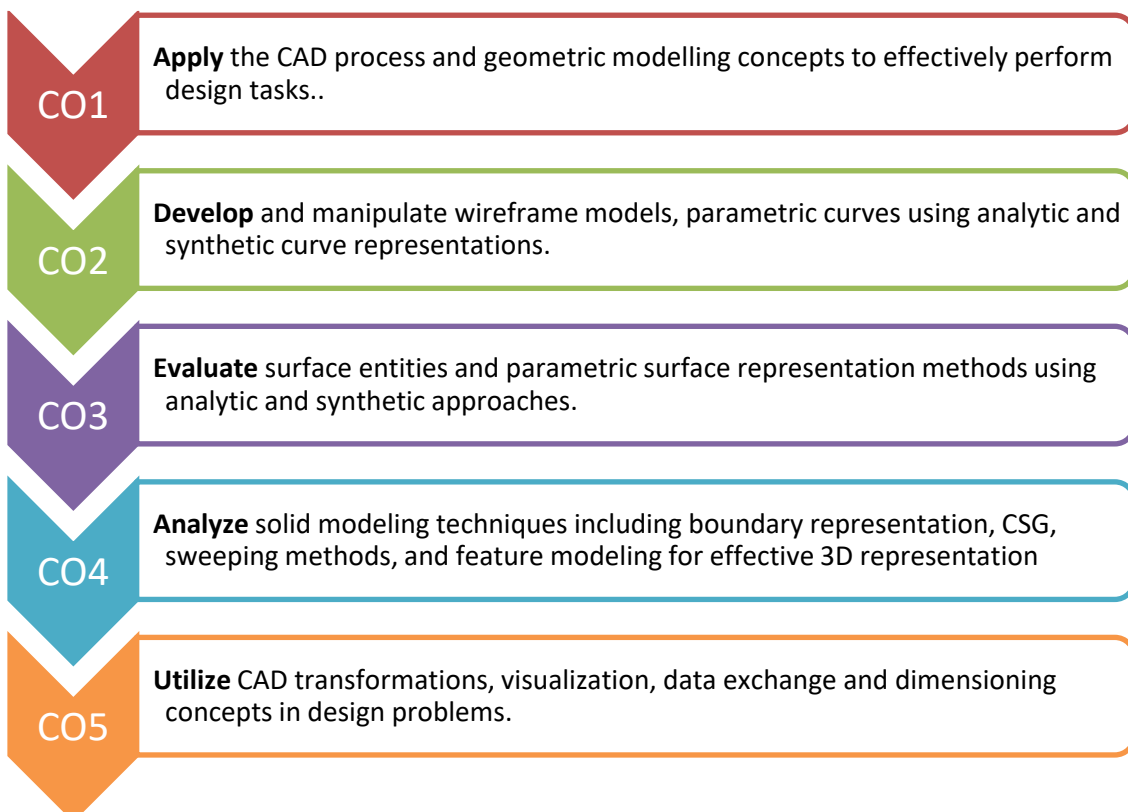 CO1
Apply the CAD process and geometric modelling concepts to effectively perform
design tasks..
CO2
Develop and manipulate wireframe models, parametric curves using analytic and
synthetic curve representations.
CO3
Evaluate surface entities and parametric surface representation methods using
analytic and synthetic approaches.
CO4
Analyze solid modeling techniques including boundary representation, CSG,
sweeping methods, and feature modeling for effective 3D representation
CO5
Utilize CAD transformations, visualization, data exchange and dimensioning
concepts in design problems.